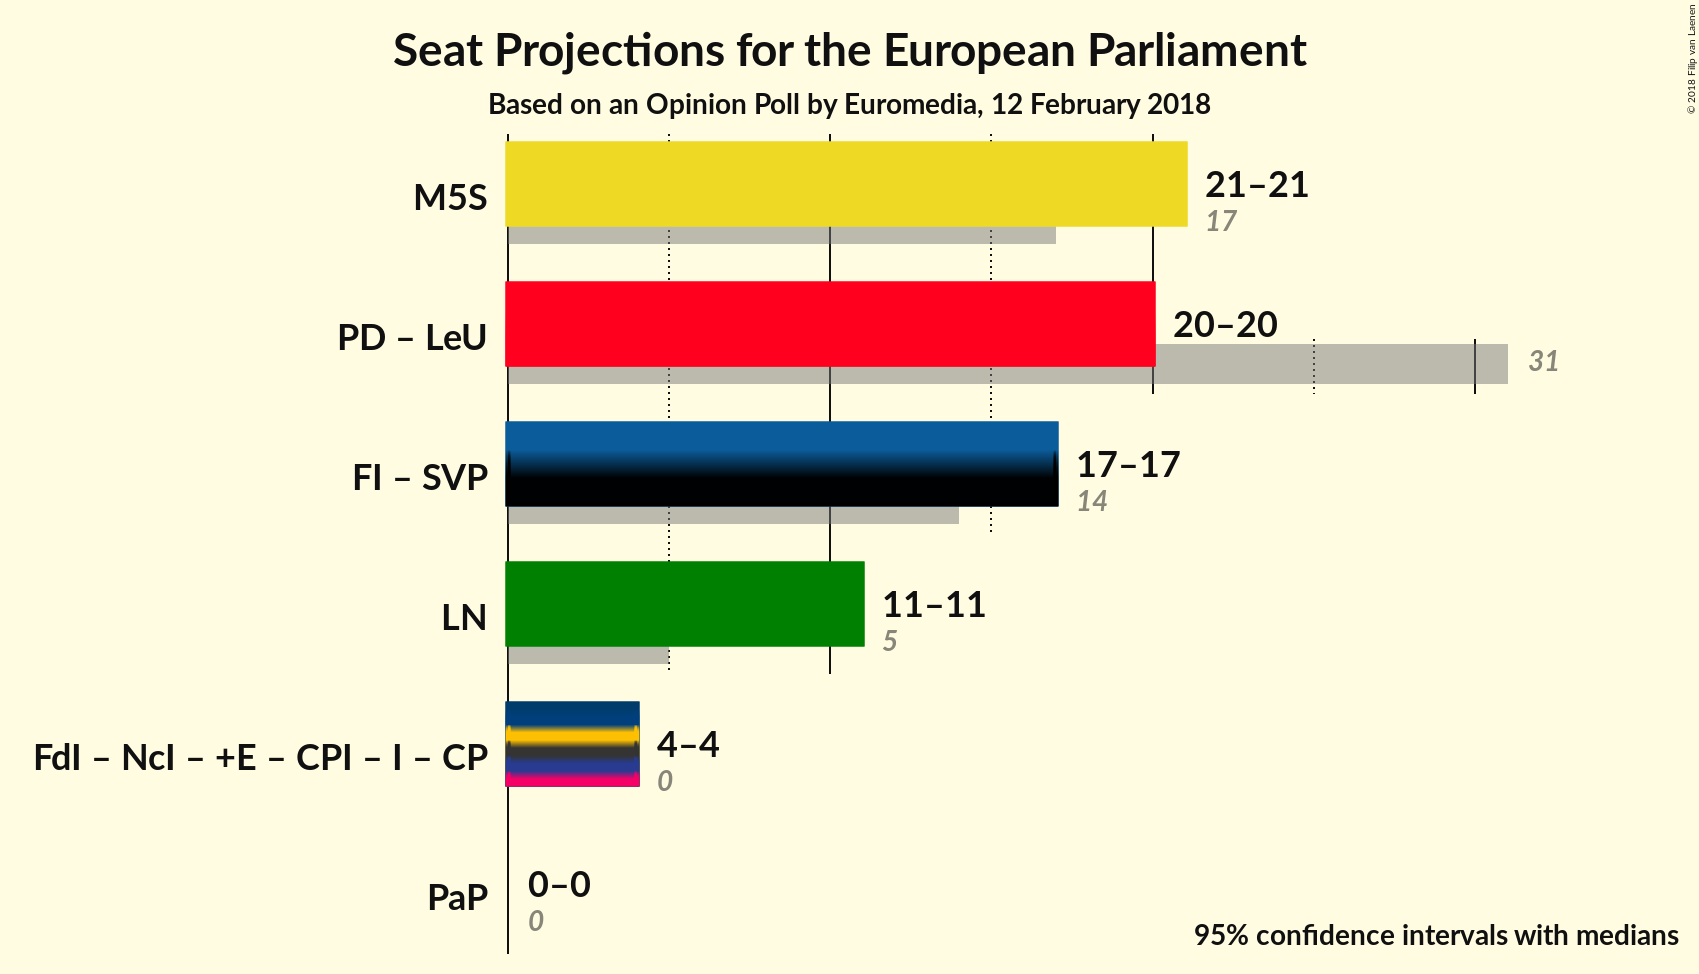 Seat Projections for the European Parliament
Based on an Opinion Poll by Euromedia, 12 February 2018
© 2018 Filip van Laenen
M5S
21–21
17
PD – LeU
20–20
31
FI – SVP
17–17
14
LN
11–11
5
FdI – NcI – +E – CPI – I – CP
4–4
0
PaP
0–0
0
95% confidence intervals with medians